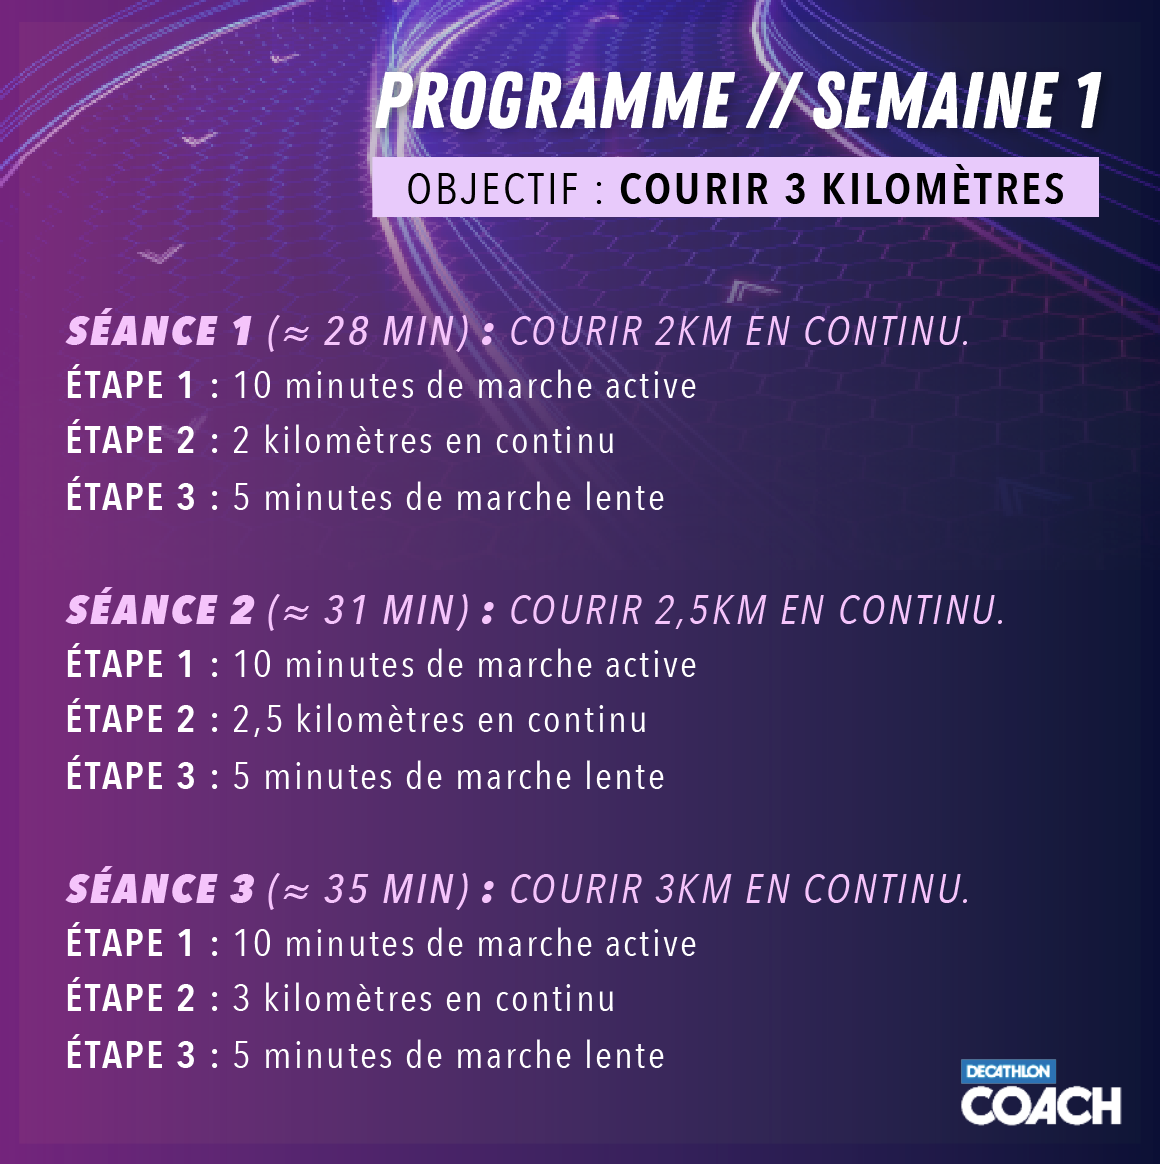 PROGRAMME // SEMAINE 1
OBJECTIF : COURIR 3 KILOMÈTRES
SÉANCE 1 (≈ 28 MIN) : COURIR 2KM EN CONTINU.
ÉTAPE 1 : 10 minutes de marche active
ÉTAPE 2 : 2 kilomètres en continu
ÉTAPE 3 : 5 minutes de marche lente
SÉANCE 2 (≈ 31 MIN) : COURIR 2,5KM EN CONTINU.
ÉTAPE 1 : 10 minutes de marche active
ÉTAPE 2 : 2,5 kilomètres en continu
ÉTAPE 3 : 5 minutes de marche lente
SÉANCE 3 (≈ 35 MIN) : COURIR 3KM EN CONTINU.
ÉTAPE 1 : 10 minutes de marche active
ÉTAPE 2 : 3 kilomètres en continu
ÉTAPE 3 : 5 minutes de marche lente
DECATHLON
COACH